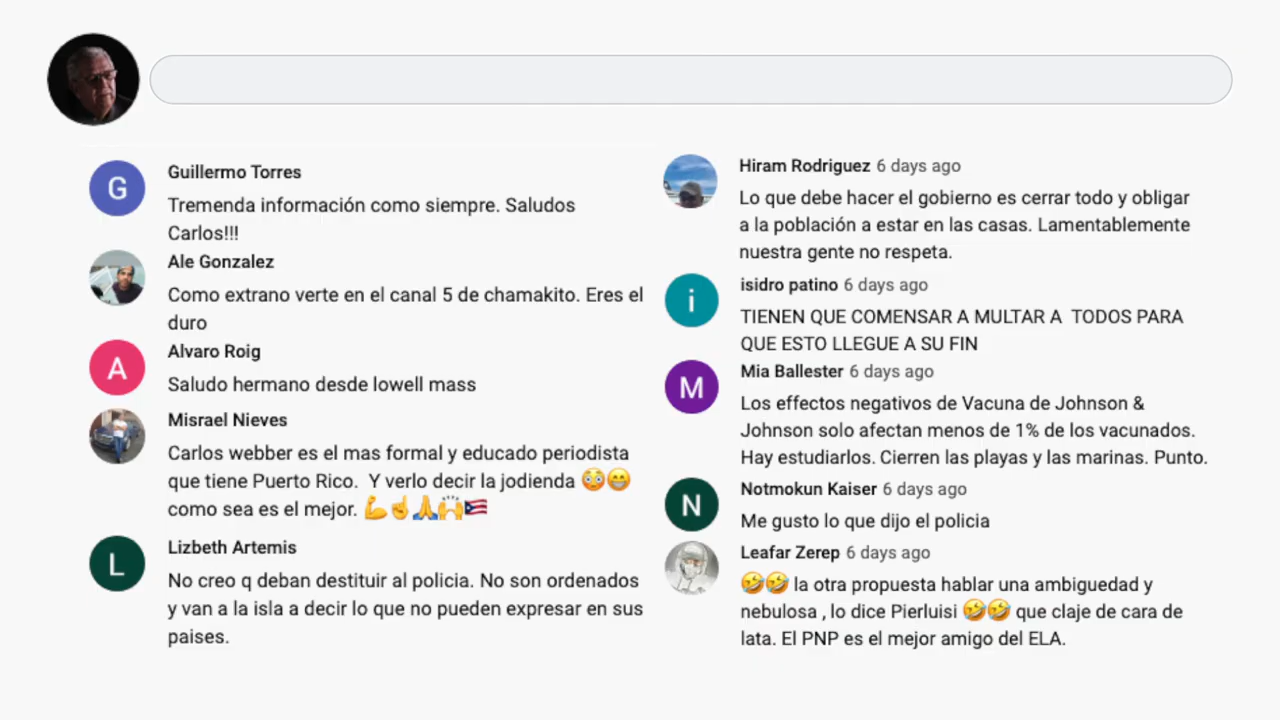 G
Guillermo Torres
Tremenda información como siempre. Saludos
Carlos!!!
Ale Gonzalez
Como extrano verte en el canal 5 de chamakito. Eres el
duro
A
Alvaro Roig
Saludo hermano desde lowell mass
Misrael Nieves
Carlos webber es el mas formal y educado periodista
que tiene Puerto Rico.  Y verlo decir la jodienda 😳😁
como sea es el mejor. 💪☝️🙏🙌🇵🇷
L
Lizbeth Artemis
No creo q deban destituir al policia. No son ordenados
y van a la isla a decir lo que no pueden expresar en sus
paises.
Hiram Rodriguez 6 days ago
Lo que debe hacer el gobierno es cerrar todo y obligar
a la población a estar en las casas. Lamentablemente
nuestra gente no respeta.
i
isidro patino 6 days ago
TIENEN QUE COMENSAR A MULTAR A  TODOS PARA
QUE ESTO LLEGUE A SU FIN
M
Mia Ballester 6 days ago
Los effectos negativos de Vacuna de Johnson &
Johnson solo afectan menos de 1% de los vacunados.
Hay estudiarlos. Cierren las playas y las marinas. Punto.
N
Notmokun Kaiser 6 days ago
Me gusto lo que dijo el policia
Leafar Zerep 6 days ago
🤣🤣 la otra propuesta hablar una ambiguedad y
nebulosa , lo dice Pierluisi 🤣🤣 que claje de cara de
lata. El PNP es el mejor amigo del ELA.